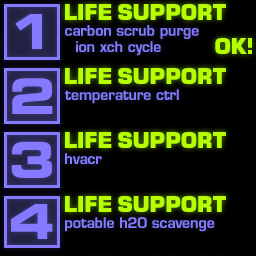 1 LIFE SUPPORT
carbon scrub purge
ion xch cycle OK!
2 LIFE SUPPORT
temperature ctrl
3 LIFE SUPPORT
hvacr
4 LIFE SUPPORT
potable h20 scavenge